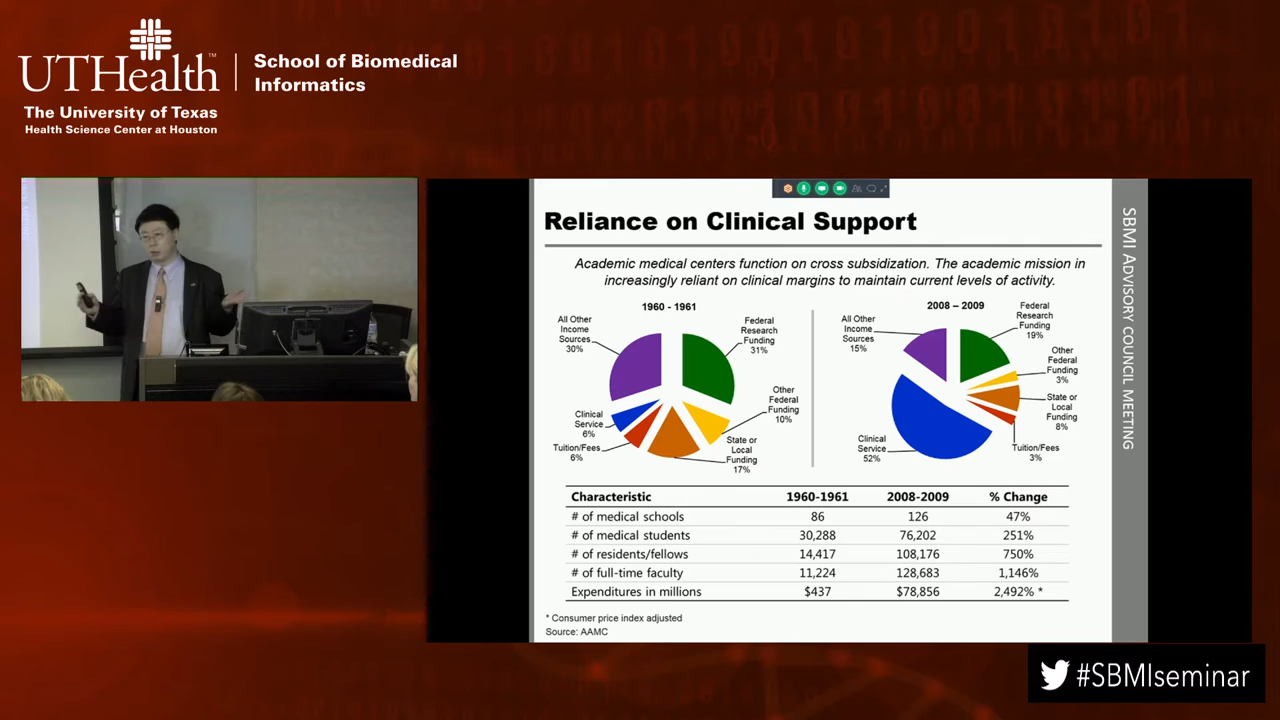 UTHealth™
The University of Texas
Health Science Center at Houston
School of Biomedical
Informatics
Reliance on Clinical Support
Academic medical centers function on cross subsidization. The academic mission in
increasingly reliant on clinical margins to maintain current levels of activity.
1960 - 1961
All Other
Income
Sources
30%
Federal
Research
Funding
31%
Other
Federal
Funding
10%
State or
Local
Funding
17%
Tuition/Fees
6%
Clinical
Service
6%
2008 – 2009
All Other
Income
Sources
15%
Federal
Research
Funding
19%
Other
Federal
Funding
3%
State or
Local
Funding
8%
Tuition/Fees
3%
Clinical
Service
52%
Characteristic 1960-1961 2008-2009 % Change
# of medical schools 86 126 47%
# of medical students 30,288 76,202 251%
# of residents/fellows 14,417 108,176 750%
# of full-time faculty 11,224 128,683 1,146%
Expenditures in millions $437 $78,856 2,492% *
* Consumer price index adjusted
Source: AAMC
SBMI ADVISORY COUNCIL MEETING
#SBMIseminar